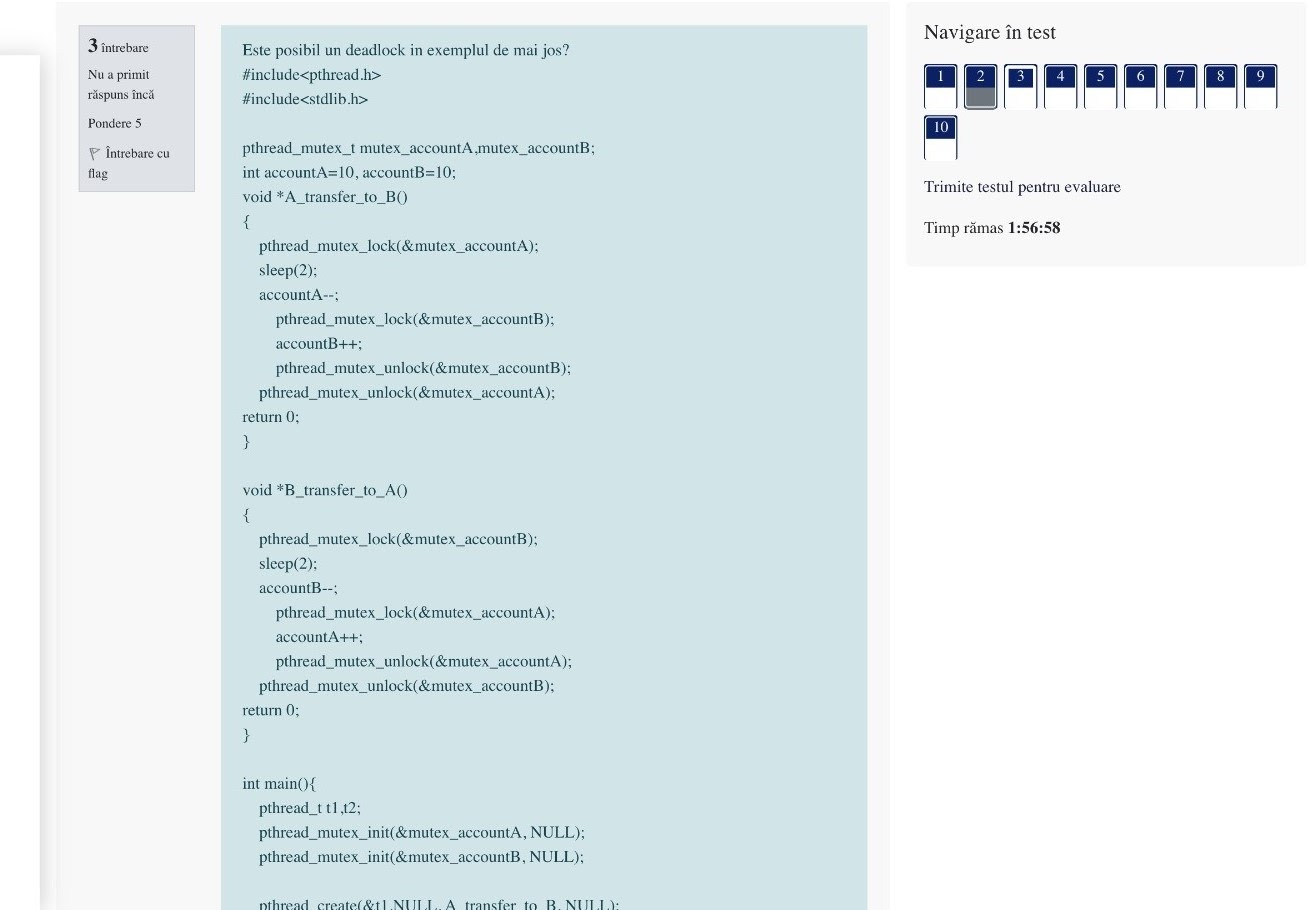 3 întrebare
Nu a primit
răspuns încă
Pondere 5
Întrebare cu
flag
Este posibil un deadlock in exemplul de mai jos?
#include<pthread.h>
#include<stdlib.h>
pthread_mutex_t mutex_accountA,mutex_accountB;
int accountA=10, accountB=10;
void *A_transfer_to_B()
{
pthread_mutex_lock(&mutex_accountA);
sleep(2);
accountA--;
pthread_mutex_lock(&mutex_accountB);
accountB++;
pthread_mutex_unlock(&mutex_accountB);
pthread_mutex_unlock(&mutex_accountA);
return 0;
}
void *B_transfer_to_A()
{
pthread_mutex_lock(&mutex_accountB);
sleep(2);
accountB--;
pthread_mutex_lock(&mutex_accountA);
accountA++;
pthread_mutex_unlock(&mutex_accountA);
pthread_mutex_unlock(&mutex_accountB);
return 0;
}
int main(){
pthread_t t1,t2;
pthread_mutex_init(&mutex_accountA, NULL);
pthread_mutex_init(&mutex_accountB, NULL);
pthread_create(&t1,NULL, A_transfer_to_B, NULL);
Navigare în test
1 2 3 4 5 6 7 8 9
10
Trimite testul pentru evaluare
Timp rămas 1:56:58